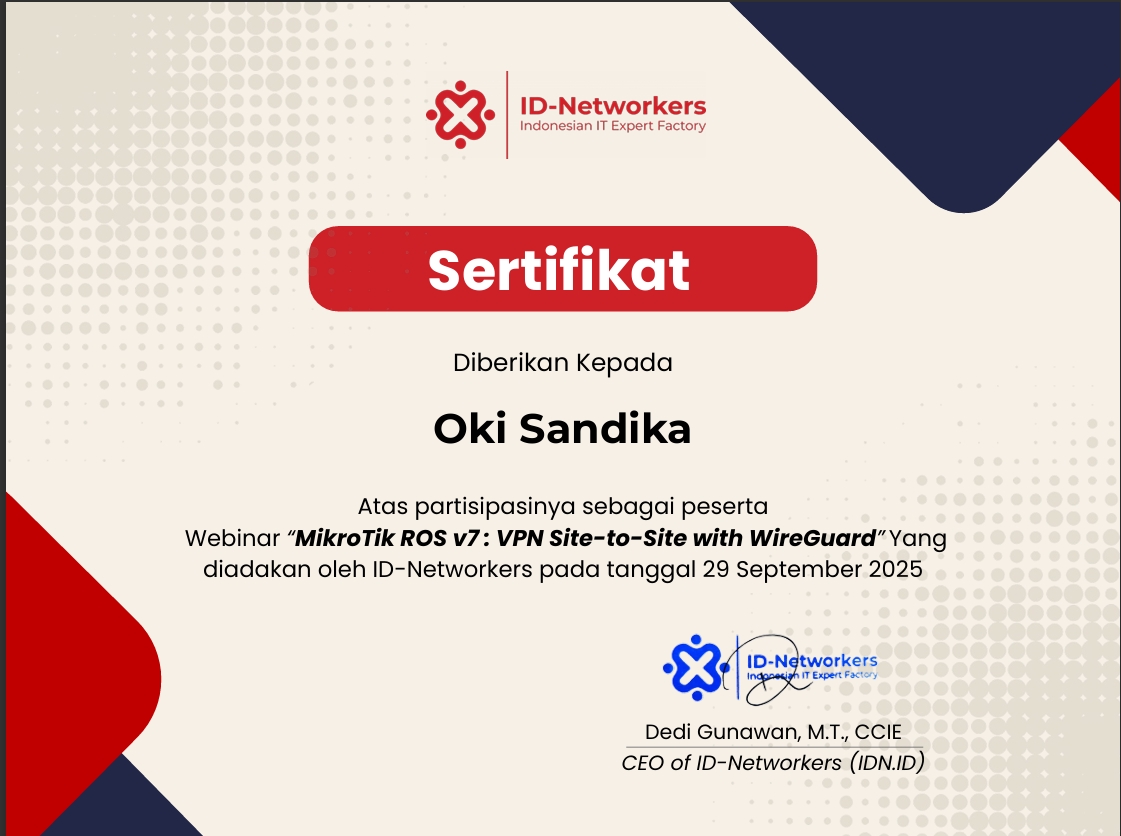 ID-Networkers
Indonesian IT Expert Factory
Sertifikat
Diberikan Kepada
Oki Sandika
Atas partisipasinya sebagai peserta
Webinar “MikroTik ROS v7 : VPN Site-to-Site with WireGuard” Yang
diadakan oleh ID-Networkers pada tanggal 29 September 2025
ID-Networkers
Indonesian IT Expert Factory
Dedi Gunawan, M.T., CCIE
CEO of ID-Networkers (IDN.ID)